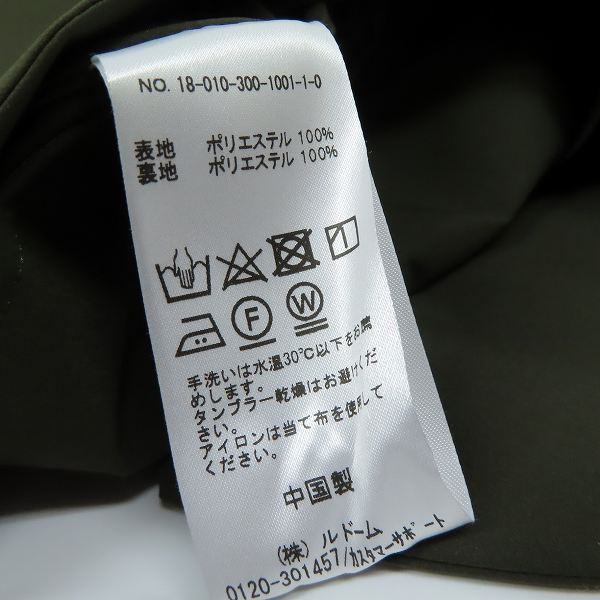 NO. 18-010-300-1001-1-0
表地 ポリエステル 100%
裏地 ポリエステル 100%
F W
手洗いは水温30℃以下をお薦
めします。
タンブラー乾燥はお避けくだ
さい。
アイロンは当て布を使用して
ください。
中国製
(株) ルドーム
0120-301457/カスタマーサポート